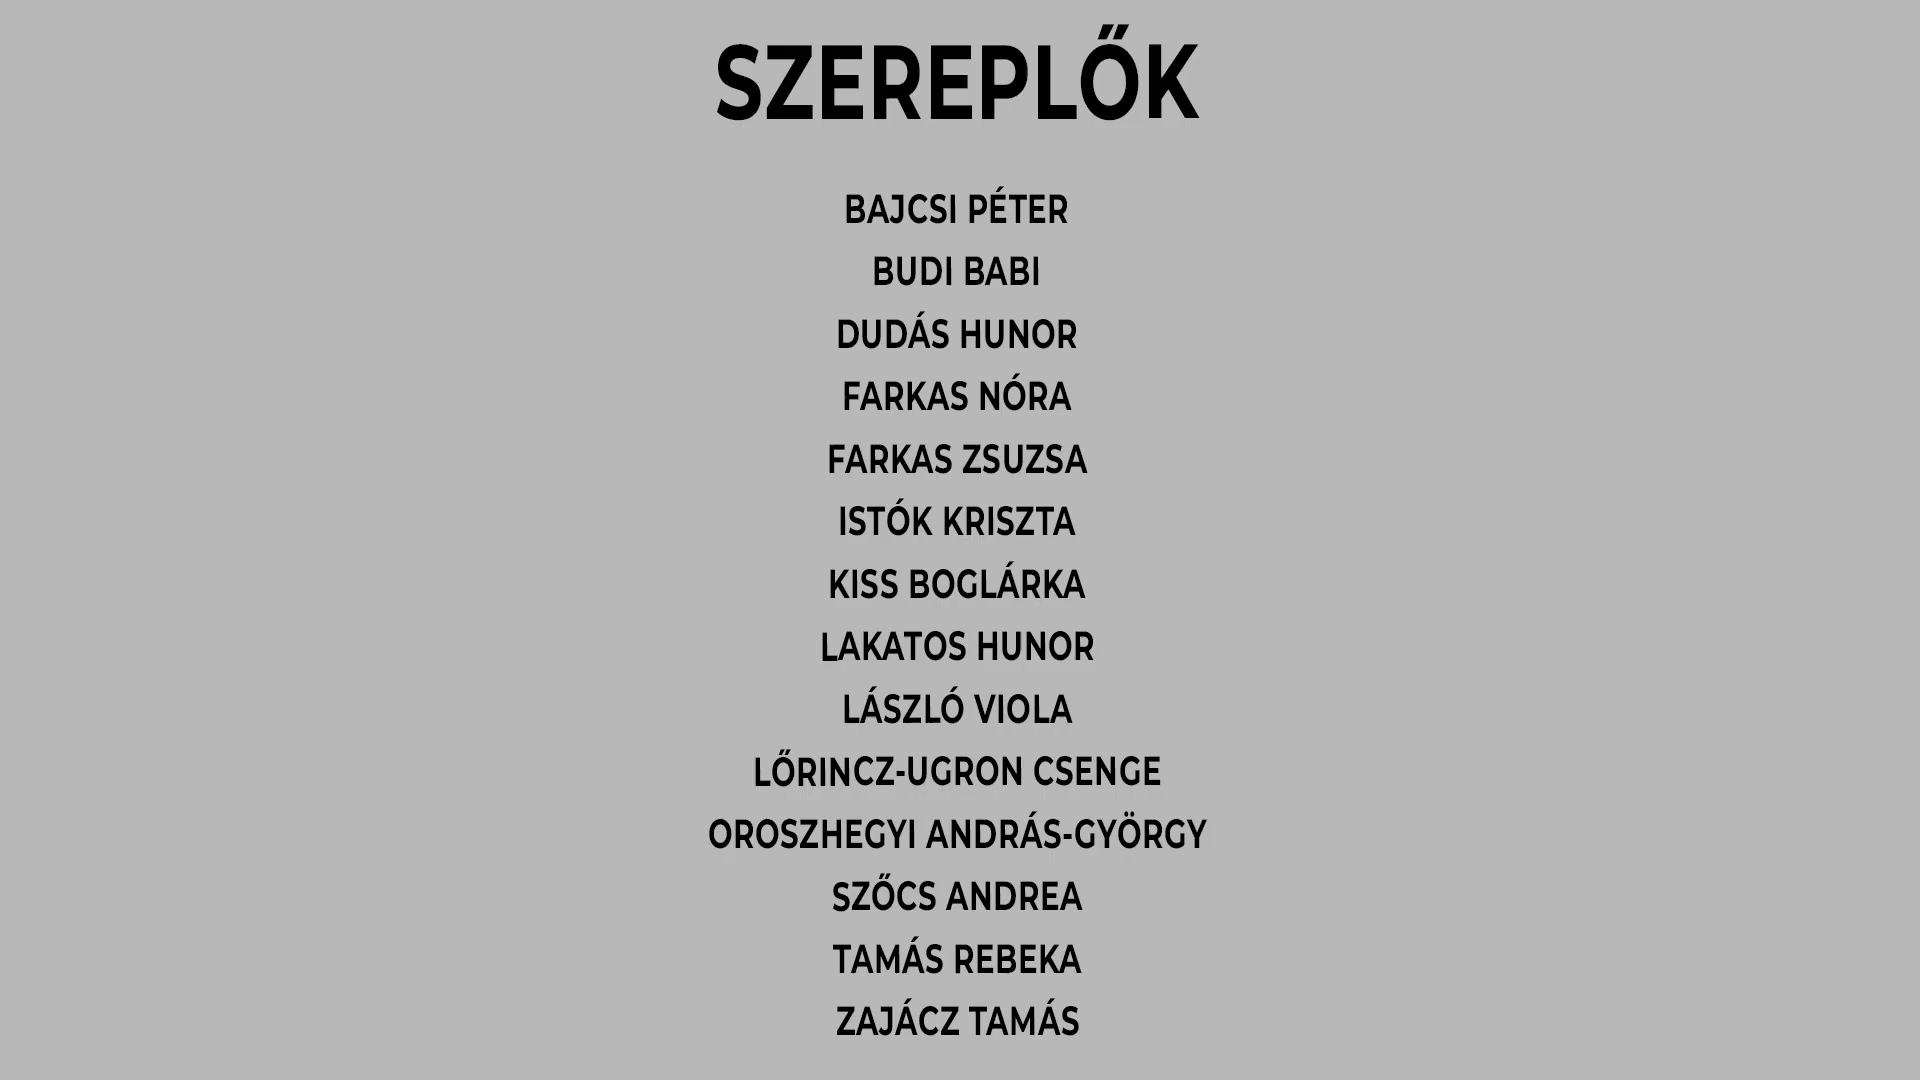 SZEREPLŐK
BAJCSI PÉTER
BUDI BABI
DUDÁS HUNOR
FARKAS NÓRA
FARKAS ZSUZSA
ISTÓK KRISZTA
KISS BOGLÁRKA
LAKATOS HUNOR
LÁSZLÓ VIOLA
LŐRINCZ-UGRON CSENGE
OROSZHEGYI ANDRÁS-GYÖRGY
SZŐCS ANDREA
TAMÁS REBEKA
ZAJÁCZ TAMÁS